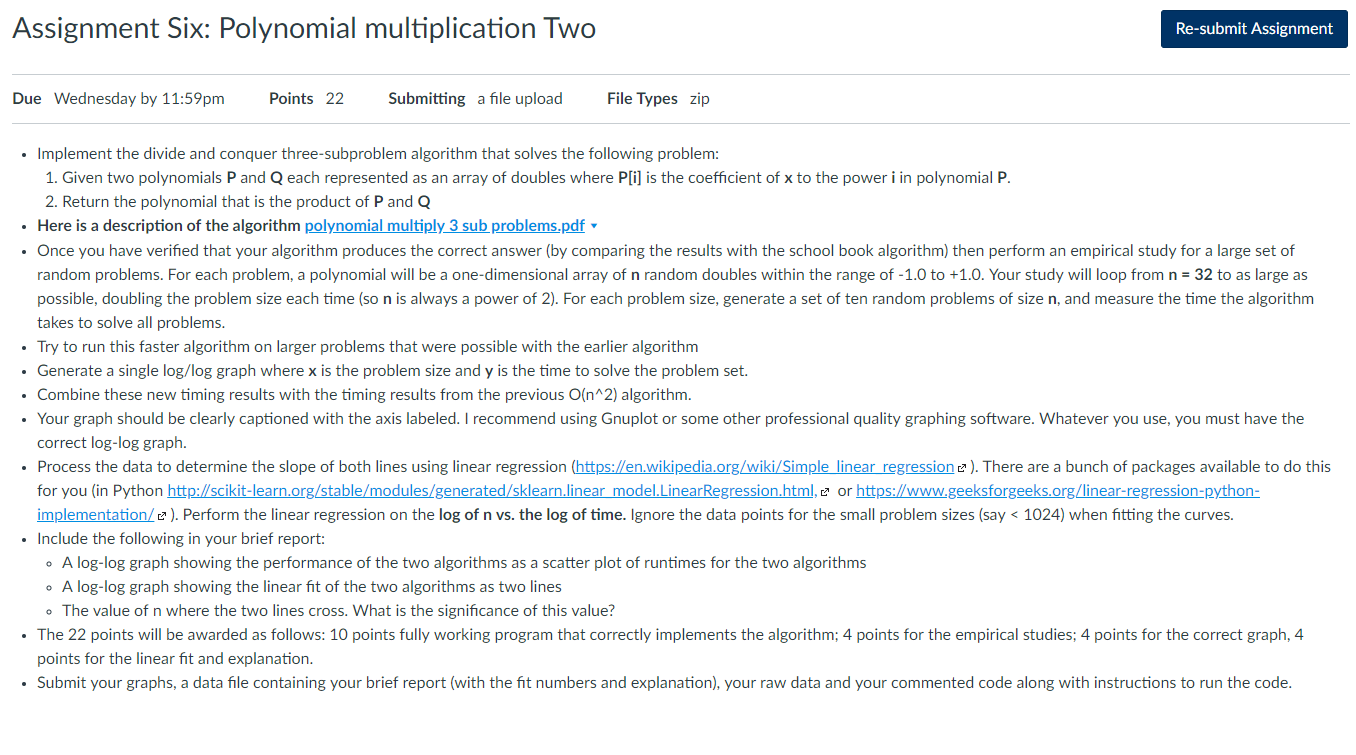 Assignment Six: Polynomial multiplication Two
Re-submit Assignment
Due Wednesday by 11:59pm Points 22 Submitting a file upload File Types zip
• Implement the divide and conquer three-subproblem algorithm that solves the following problem:
1. Given two polynomials P and Q each represented as an array of doubles where P[i] is the coefficient of x to the power i in polynomial P.
2. Return the polynomial that is the product of P and Q
• Here is a description of the algorithm polynomial multiply 3 sub problems.pdf
• Once you have verified that your algorithm produces the correct answer (by comparing the results with the school book algorithm) then perform an empirical study for a large set of
random problems. For each problem, a polynomial will be a one-dimensional array of n random doubles within the range of -1.0 to +1.0. Your study will loop from n = 32 to as large as
possible, doubling the problem size each time (so n is always a power of 2). For each problem size, generate a set of ten random problems of size n, and measure the time the algorithm
takes to solve all problems.
• Try to run this faster algorithm on larger problems that were possible with the earlier algorithm
• Generate a single log/log graph where x is the problem size and y is the time to solve the problem set.
• Combine these new timing results with the timing results from the previous O(n^2) algorithm.
• Your graph should be clearly captioned with the axis labeled. I recommend using Gnuplot or some other professional quality graphing software. Whatever you use, you must have the
correct log-log graph.
• Process the data to determine the slope of both lines using linear regression (https://en.wikipedia.org/wiki/Simple_linear_regression ). There are a bunch of packages available to do this
for you (in Python http://scikit-learn.org/stable/modules/generated/sklearn.linear_model.LinearRegression.html, or https://www.geeksforgeeks.org/linear-regression-python-
implementation/ ). Perform the linear regression on the log of n vs. the log of time. Ignore the data points for the small problem sizes (say < 1024) when fitting the curves.
• Include the following in your brief report:
◦ A log-log graph showing the performance of the two algorithms as a scatter plot of runtimes for the two algorithms
◦ A log-log graph showing the linear fit of the two algorithms as two lines
◦ The value of n where the two lines cross. What is the significance of this value?
• The 22 points will be awarded as follows: 10 points fully working program that correctly implements the algorithm; 4 points for the empirical studies; 4 points for the correct graph, 4
points for the linear fit and explanation.
• Submit your graphs, a data file containing your brief report (with the fit numbers and explanation), your raw data and your commented code along with instructions to run the code.